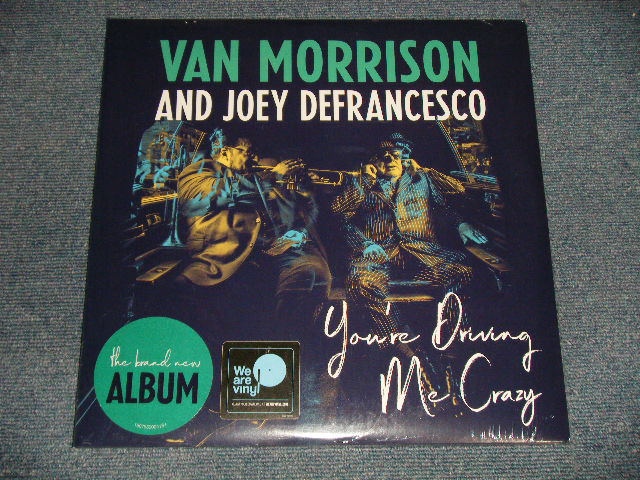 VAN MORRISON
AND JOEY DEFRANCESCO
You're Driving
Me Crazy
the brand new
ALBUM
We
are
vinyl